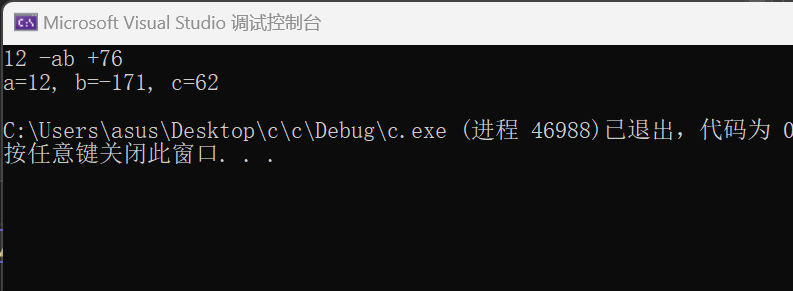 Microsoft Visual Studio 调试控制台
12 -ab +76
a=12, b=-171, c=62
C:\Users\asus\Desktop\c\c\Debug\c.exe (进程 46988)已退出，代码为 0
按任意键关闭此窗口. . .